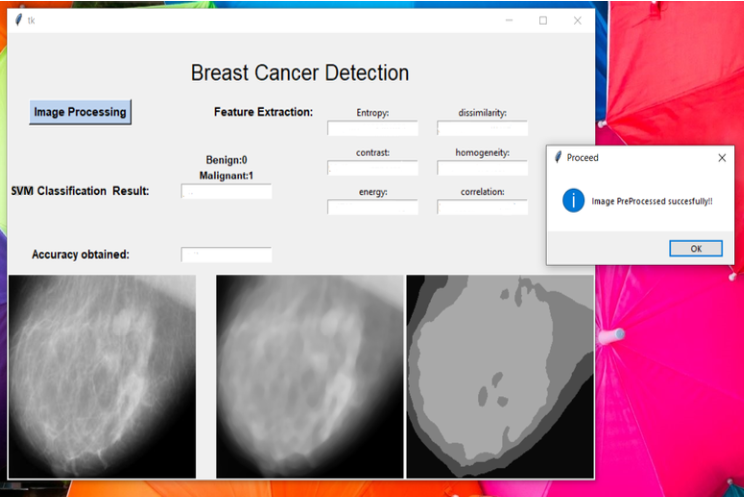 tk
Breast Cancer Detection
Image Processing
Feature Extraction:
Entropy:
dissimilarity:
contrast:
homogeneity:
Benign:0
Malignant:1
energy:
correlation:
SVM Classification Result:
Accuracy obtained:
Proceed
Image PreProcessed succesfully!!
OK